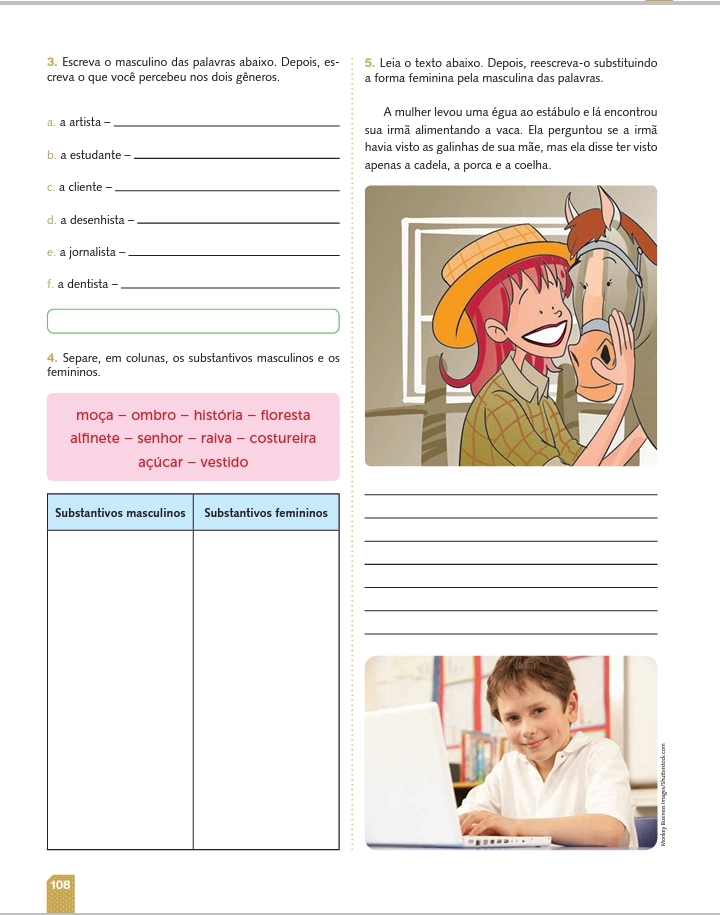 3. Escreva o masculino das palavras abaixo. Depois, es-
creva o que você percebeu nos dois gêneros.
a. a artista –
b. a estudante –
c. a cliente –
d. a desenhista –
e. a jornalista –
f. a dentista –
4. Separe, em colunas, os substantivos masculinos e os
femininos.
moça – ombro – história – floresta
alfinete – senhor – raiva – costureira
açúcar – vestido
Substantivos masculinos
Substantivos femininos
5. Leia o texto abaixo. Depois, reescreva-o substituindo
a forma feminina pela masculina das palavras.
A mulher levou uma égua ao estábulo e lá encontrou
sua irmã alimentando a vaca. Ela perguntou se a irmã
havia visto as galinhas de sua mãe, mas ela disse ter visto
apenas a cadela, a porca e a coelha.
Monkey Business Images/Shutterstock.com
108